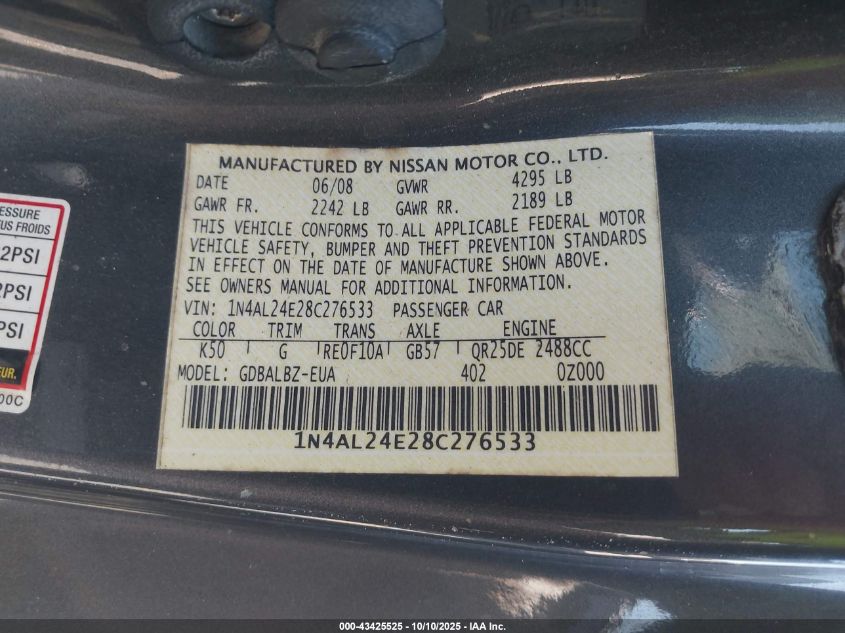 MANUFACTURED BY NISSAN MOTOR CO., LTD.
DATE 06/08 GVWR 4295 LB
GAWR FR. 2242 LB GAWR RR. 2189 LB
THIS VEHICLE CONFORMS TO ALL APPLICABLE FEDERAL MOTOR
VEHICLE SAFETY, BUMPER AND THEFT PREVENTION STANDARDS
IN EFFECT ON THE DATE OF MANUFACTURE SHOWN ABOVE.
SEE OWNERS MANUAL FOR ADDITIONAL INFORMATION.
VIN: 1N4AL24E28C276533 PASSENGER CAR
COLOR TRIM TRANS AXLE ENGINE
K50 G RE0F10A GB57 QR25DE 2488CC
MODEL: GDBALBZ-EUA 402 0Z000
1N4AL24E28C276533
ESSURE
US FROIDS
2PSI
PSI
PSI
EUR.
00C
000-43425525 - 10/10/2025 - IAA Inc.